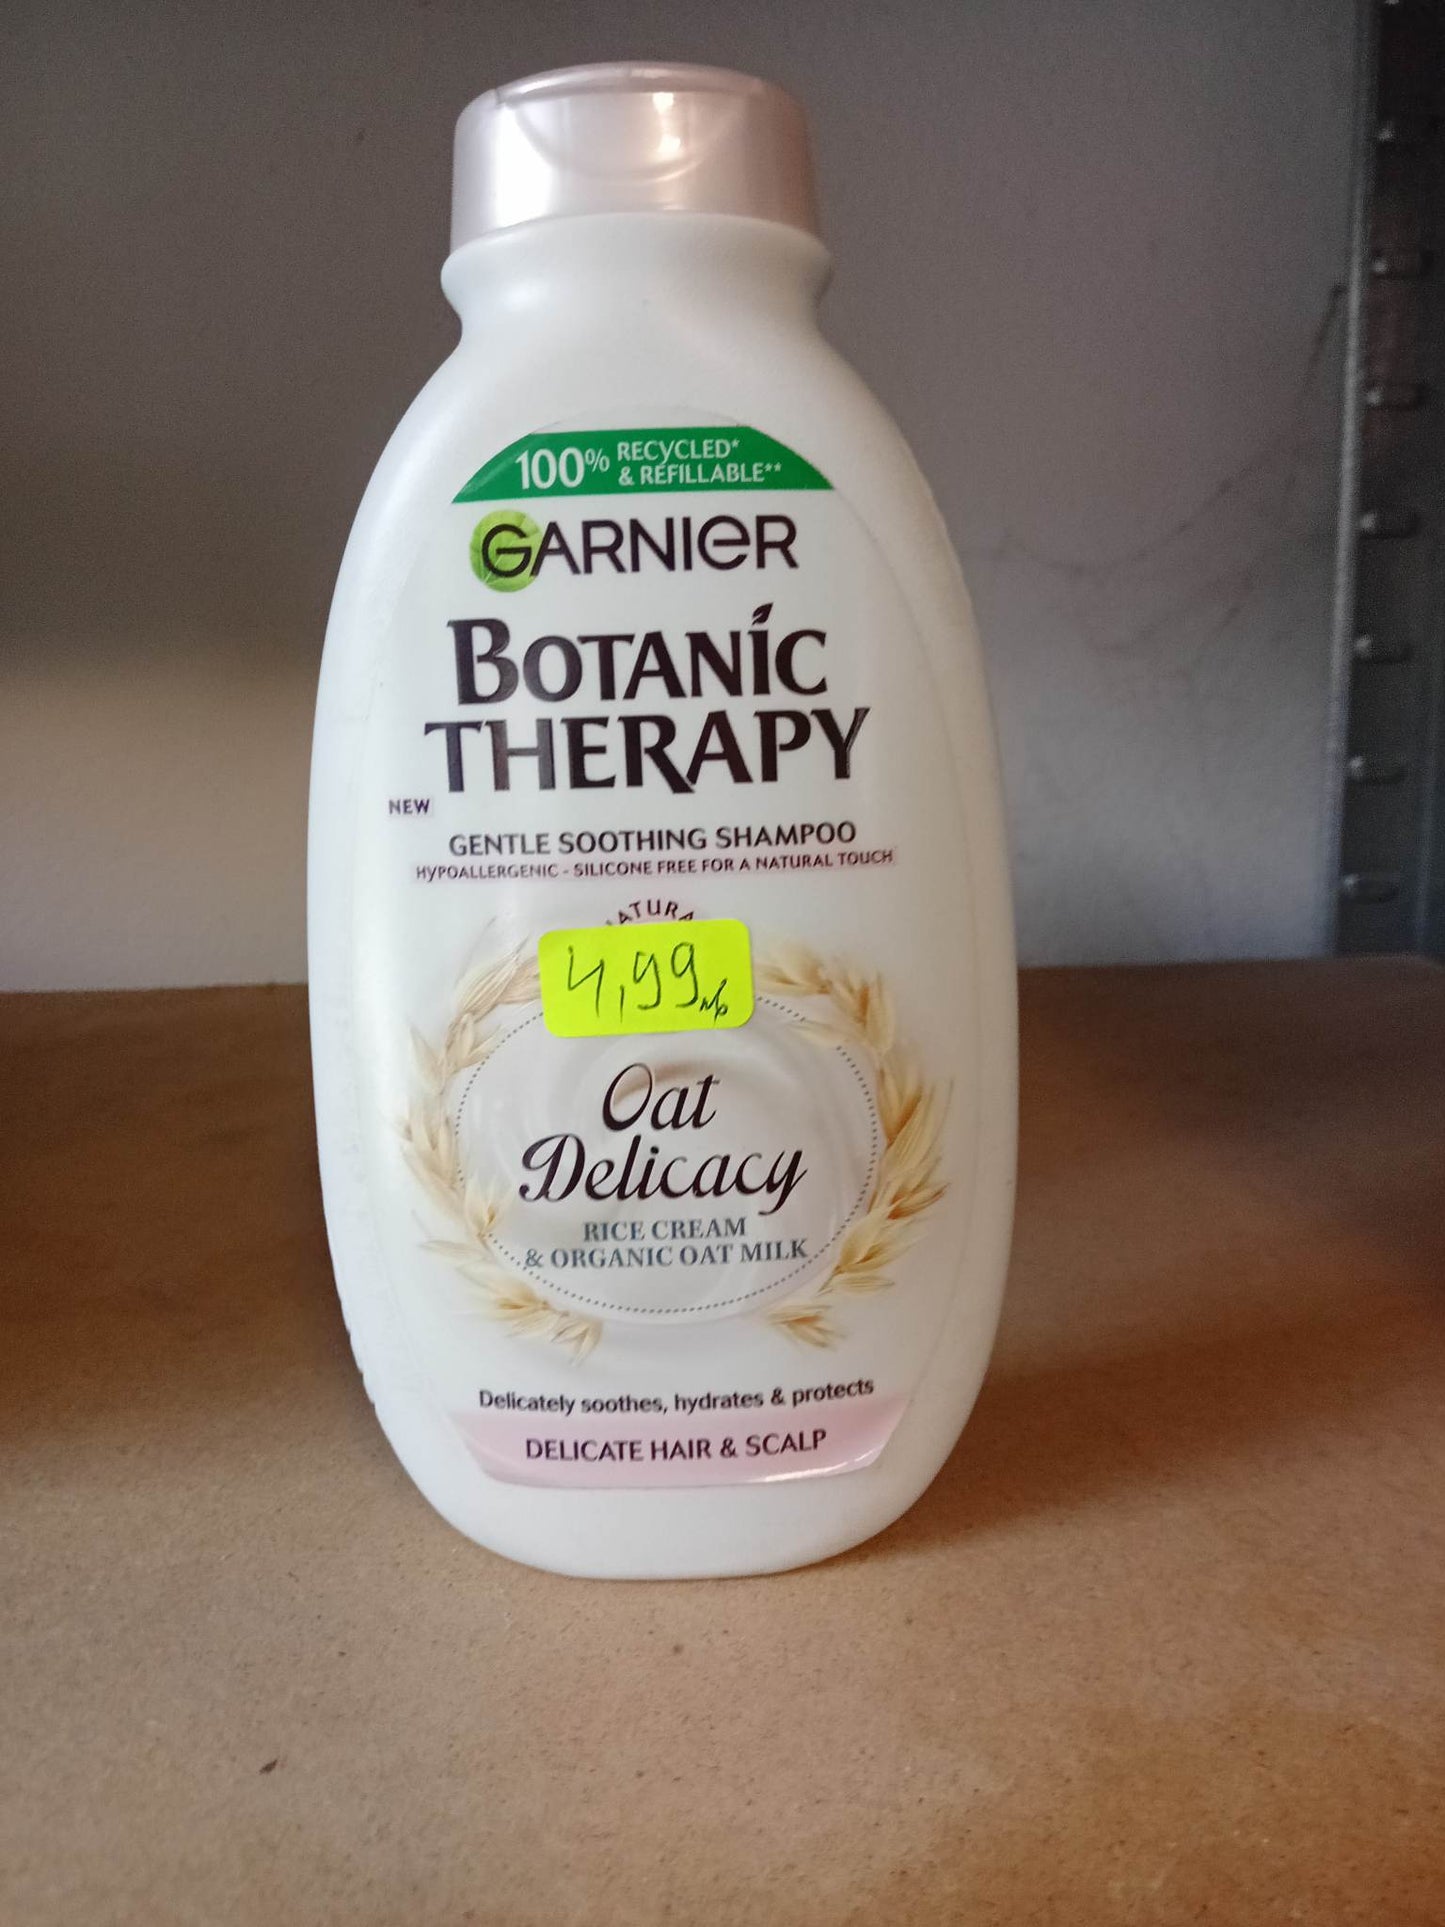 100% RECYCLED*
& REFILLABLE**
GARNIER
BOTANIC
THERAPY
NEW
GENTLE SOOTHING SHAMPOO
HYPOALLERGENIC - SILICONE FREE FOR A NATURAL TOUCH
4,99
Oat
Delicacy
RICE CREAM
& ORGANIC OAT MILK
Delicately soothes, hydrates & protects
DELICATE HAIR & SCALP